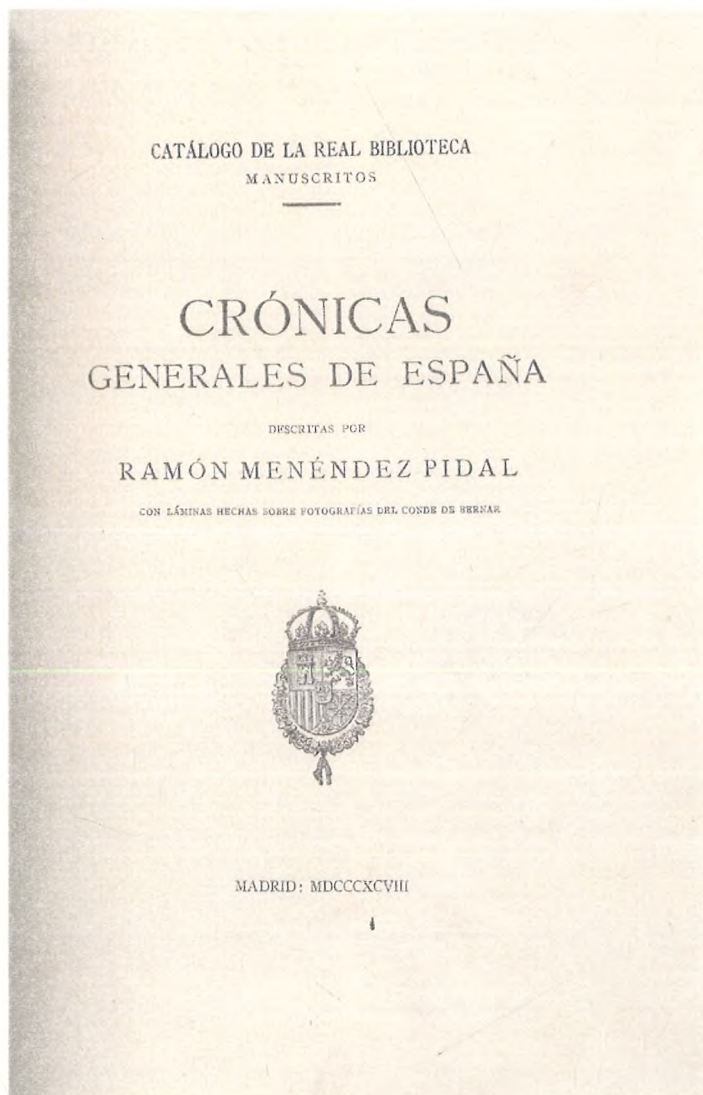 CATÁLOGO DE LA REAL BIBLIOTECA
MANUSCRITOS
CRÓNICAS
GENERALES DE ESPAÑA
DESCRITAS POR
RAMÓN MENÉNDEZ PIDAL
CON LÁMINAS HECHAS SOBRE FOTOGRAFÍAS DEL CONDE DE BERNAR
MADRID: MDCCCXCVIII